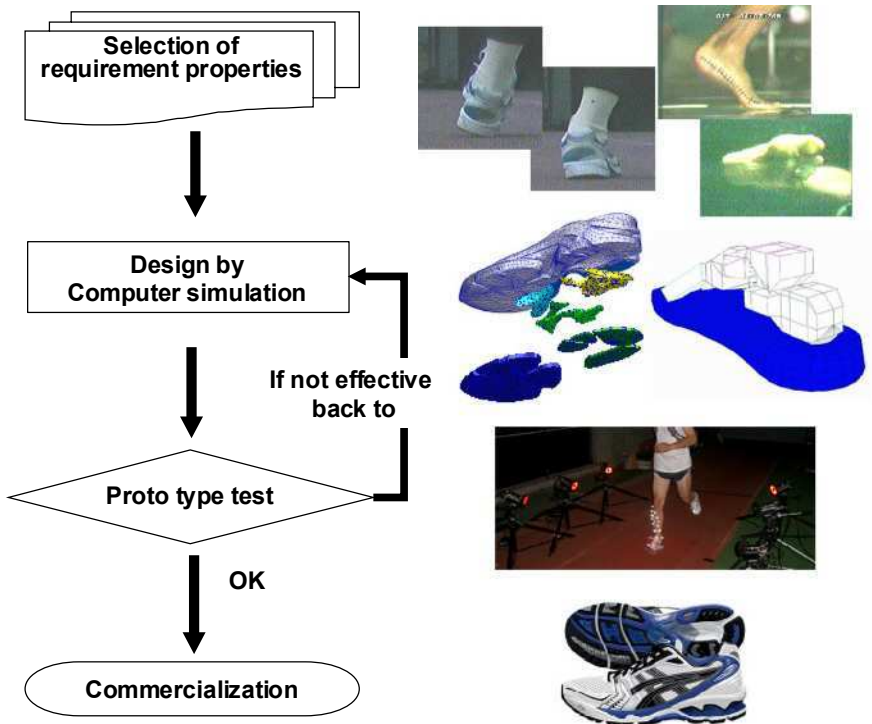 Selection of
requirement properties
Design by
Computer simulation
If not effective
back to
Proto type test
OK
Commercialization